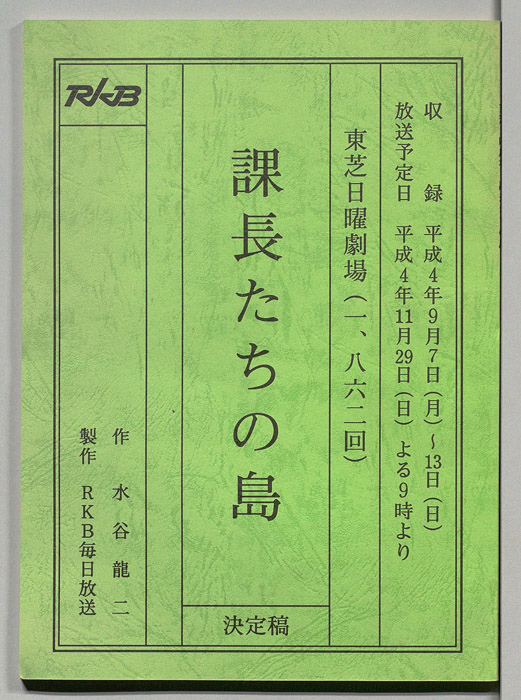 収録 平成4年9月7日(月)〜13日(日)
放送予定日 平成4年11月29日(日)よる9時より
東芝日曜劇場(一、八六二回)
課長たちの島
決定稿
RKB
作 水谷龍二
製作 RKB毎日放送